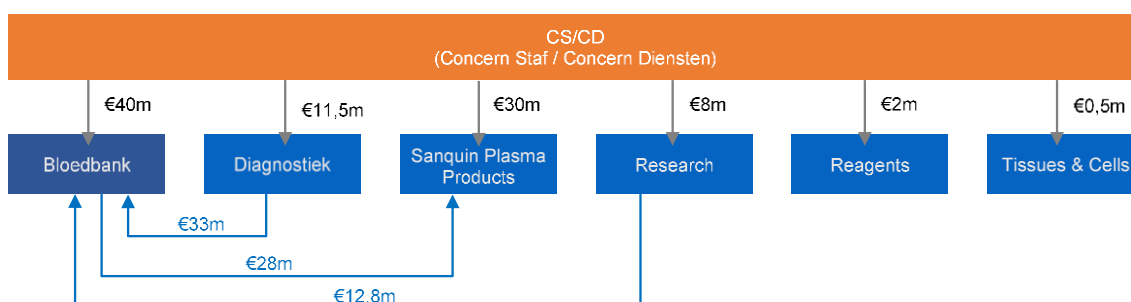 CS/CD
(Concern Staf / Concern Diensten)
€40m
€11,5m
€30m
€8m
€2m
€0,5m
Bloedbank
Diagnostiek
Sanquin Plasma
Products
Research
Reagents
Tissues & Cells
€33m
€28m
€12,8m